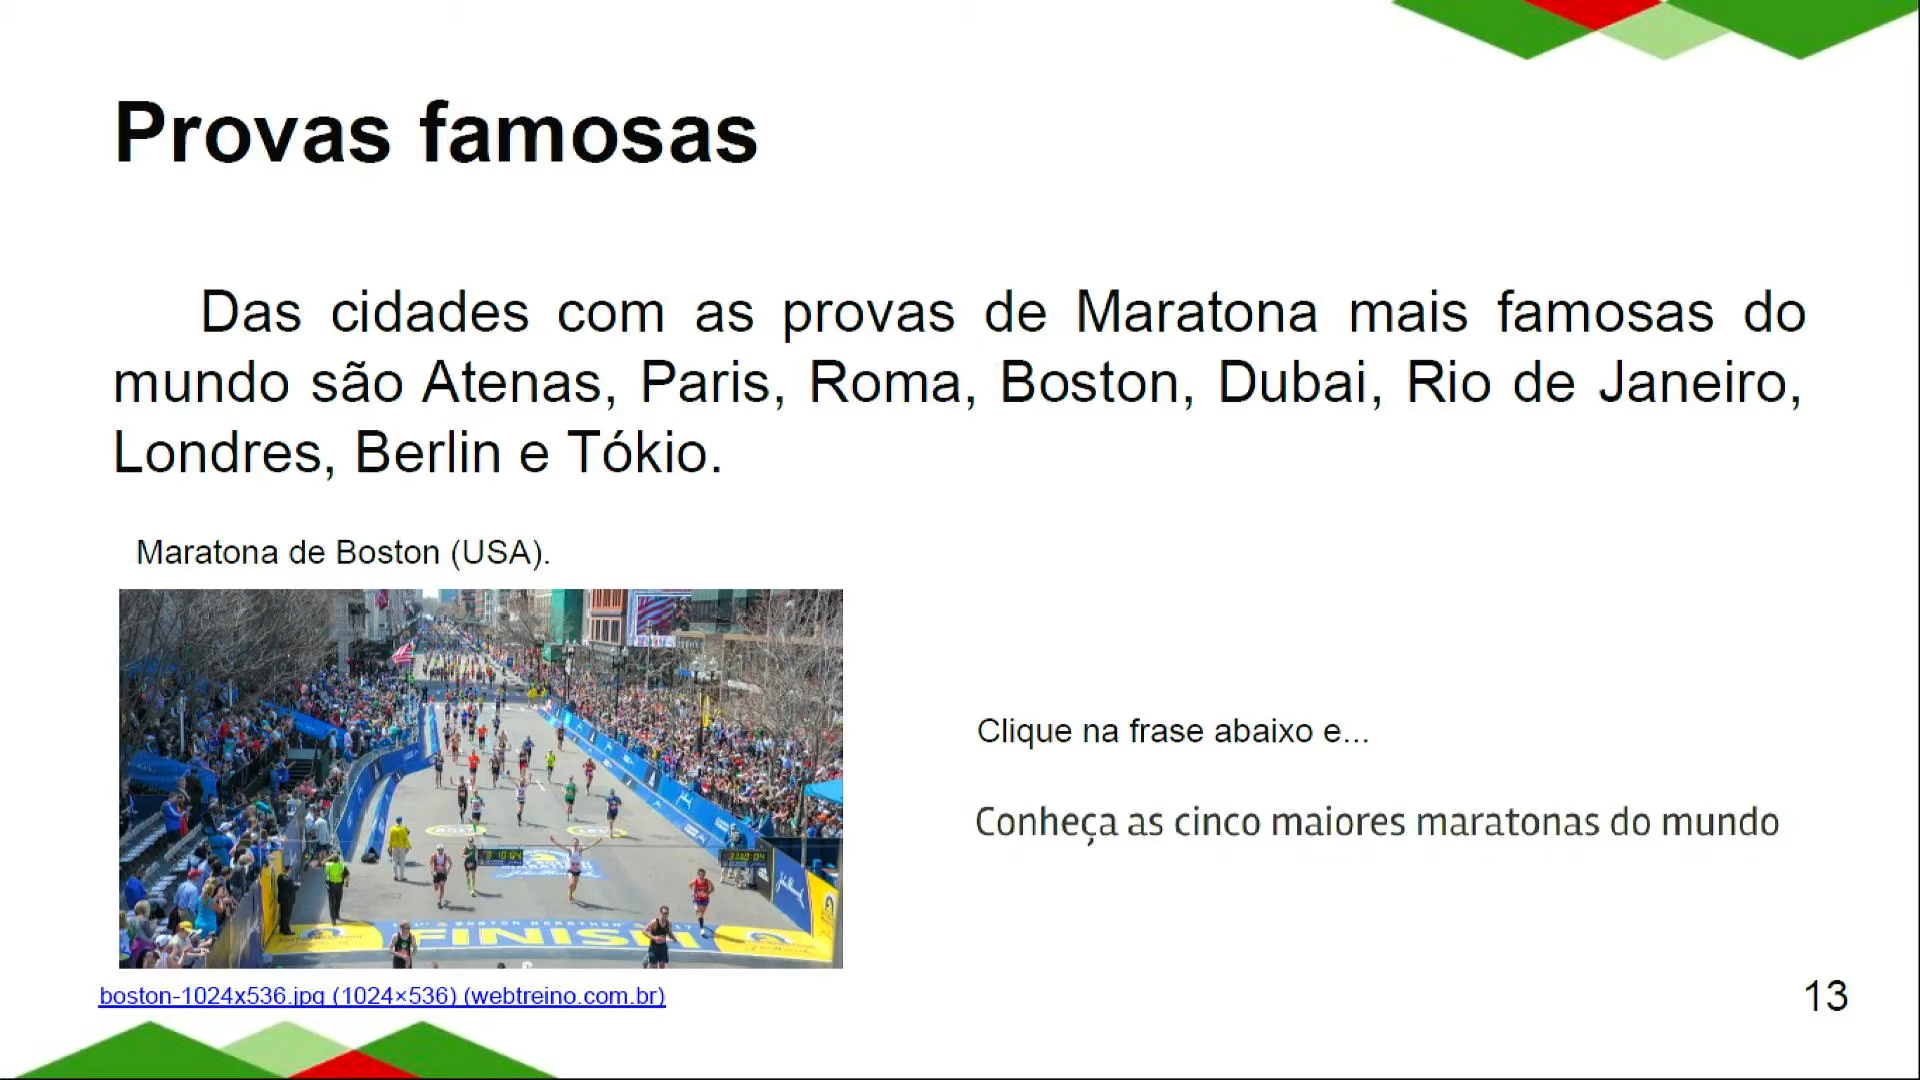 Provas famosas
Das cidades com as provas de Maratona mais famosas do
mundo são Atenas, Paris, Roma, Boston, Dubai, Rio de Janeiro,
Londres, Berlin e Tókio.
Maratona de Boston (USA).
FINISH
Clique na frase abaixo e...
Conheça as cinco maiores maratonas do mundo
boston-1024x536.jpg (1024×536) (webtreino.com.br)
13